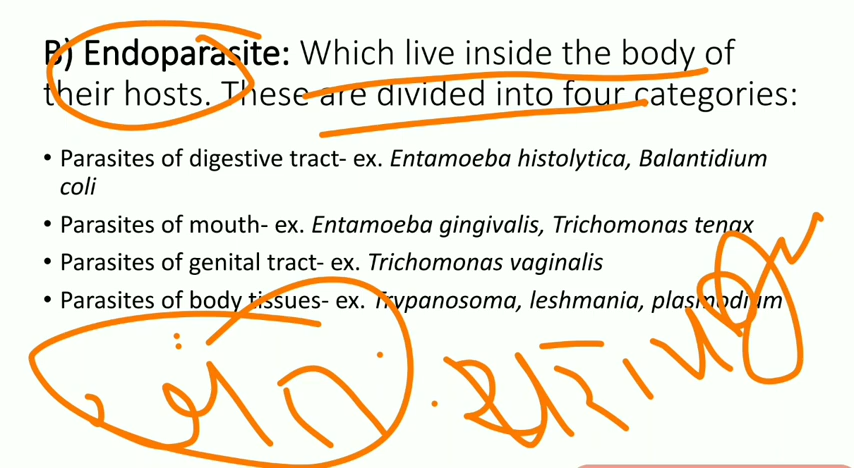 B) Endoparasite: Which live inside the body of
their hosts. These are divided into four categories:
• Parasites of digestive tract- ex. Entamoeba histolytica, Balantidium
coli
• Parasites of mouth- ex. Entamoeba gingivalis, Trichomonas tenax
• Parasites of genital tract- ex. Trichomonas vaginalis
• Parasites of body tissues- ex. Trypanosoma, leshmania, plasmodium